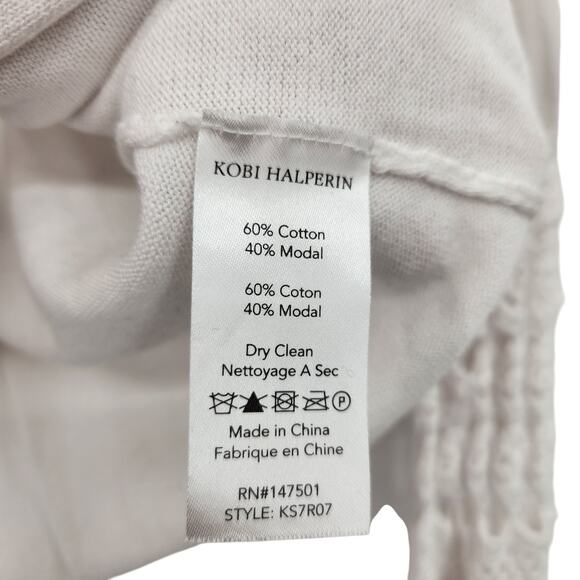 KOBI HALPERIN
60% Cotton
40% Modal
60% Coton
40% Modal
Dry Clean
Nettoyage A Sec
P
Made in China
Fabrique en Chine
RN#147501
STYLE: KS7R07